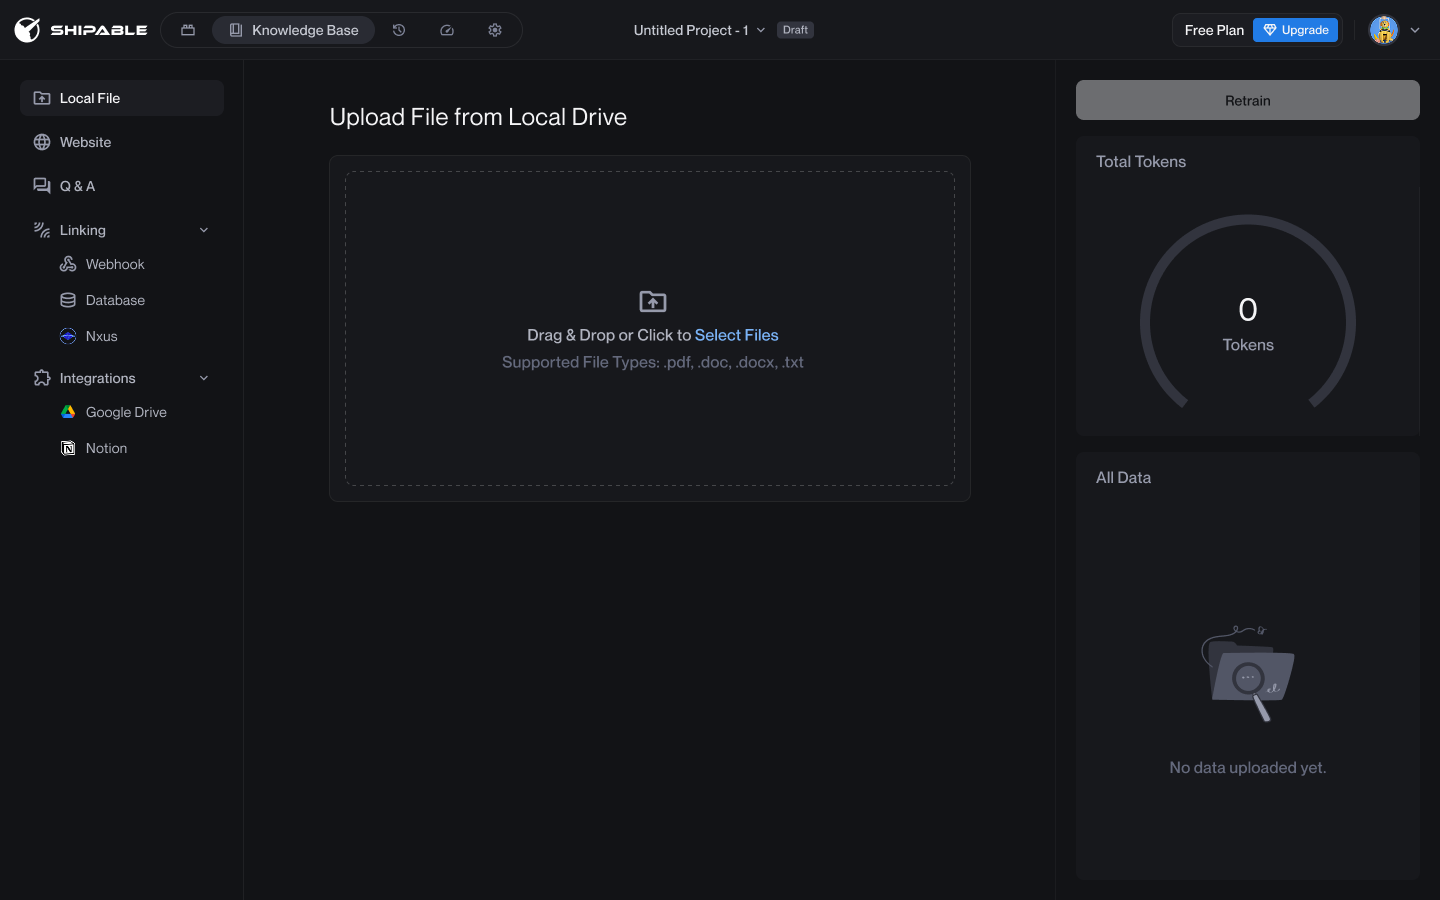 SHIPABLE
Knowledge Base
Untitled Project - 1
Draft
Free Plan
Upgrade
Local File
Website
Q & A
Linking
Webhook
Database
Nxus
Integrations
Google Drive
Notion
Upload File from Local Drive
Drag & Drop or Click to Select Files
Supported File Types: .pdf, .doc, .docx, .txt
Retrain
Total Tokens
0
Tokens
All Data
No data uploaded yet.